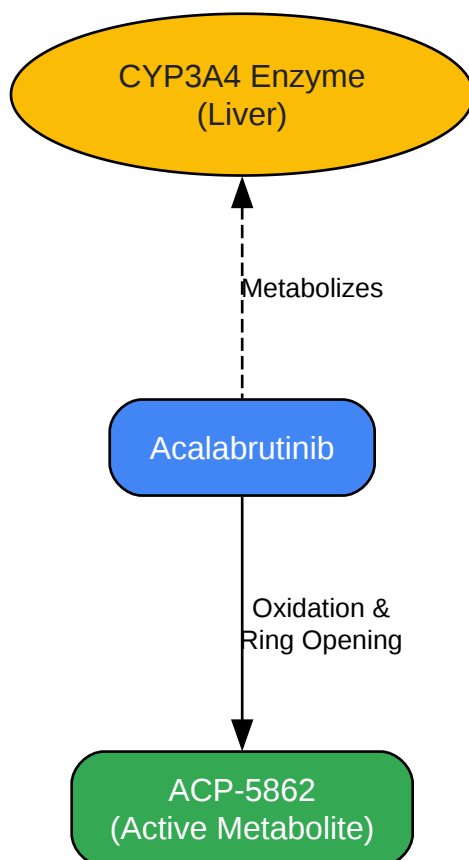 CYP3A4 Enzyme
(Liver)
Metabolizes
Acalabrutinib
Oxidation &
Ring Opening
ACP-5862
(Active Metabolite)